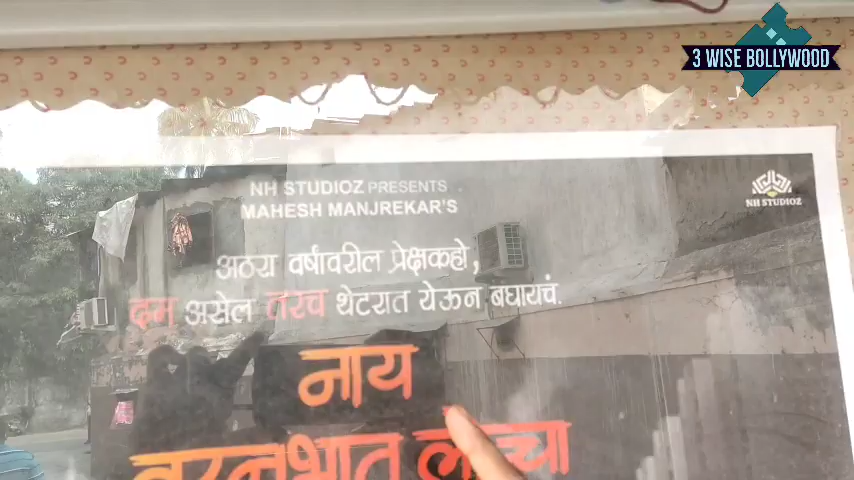 3 WISE BOLLYWOOD
NH STUDIOZ PRESENTS
MAHESH MANJREKAR'S
NH STUDIOZ
अठरा वर्षावरील प्रेक्षकहो,
दम असेल तरच थेटरात येऊन बघायचं.
नाय
वरनभात